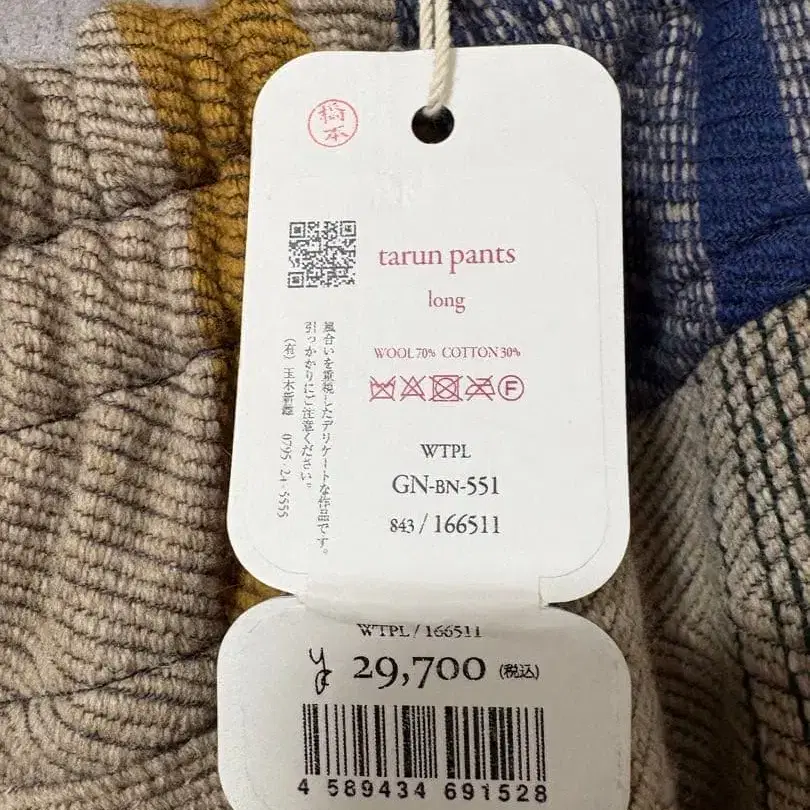 橋本
tarun pants
long
WOOL 70% COTTON 30%
風合いを重視したデリケートな作品です。
引っかかりにご注意ください。
(有) 玉木新雌 0795-24-5555
F
WTPL
GN-BN-551
843 / 166511
WTPL / 166511
¥ 29,700 (税込)
4 589434 691528